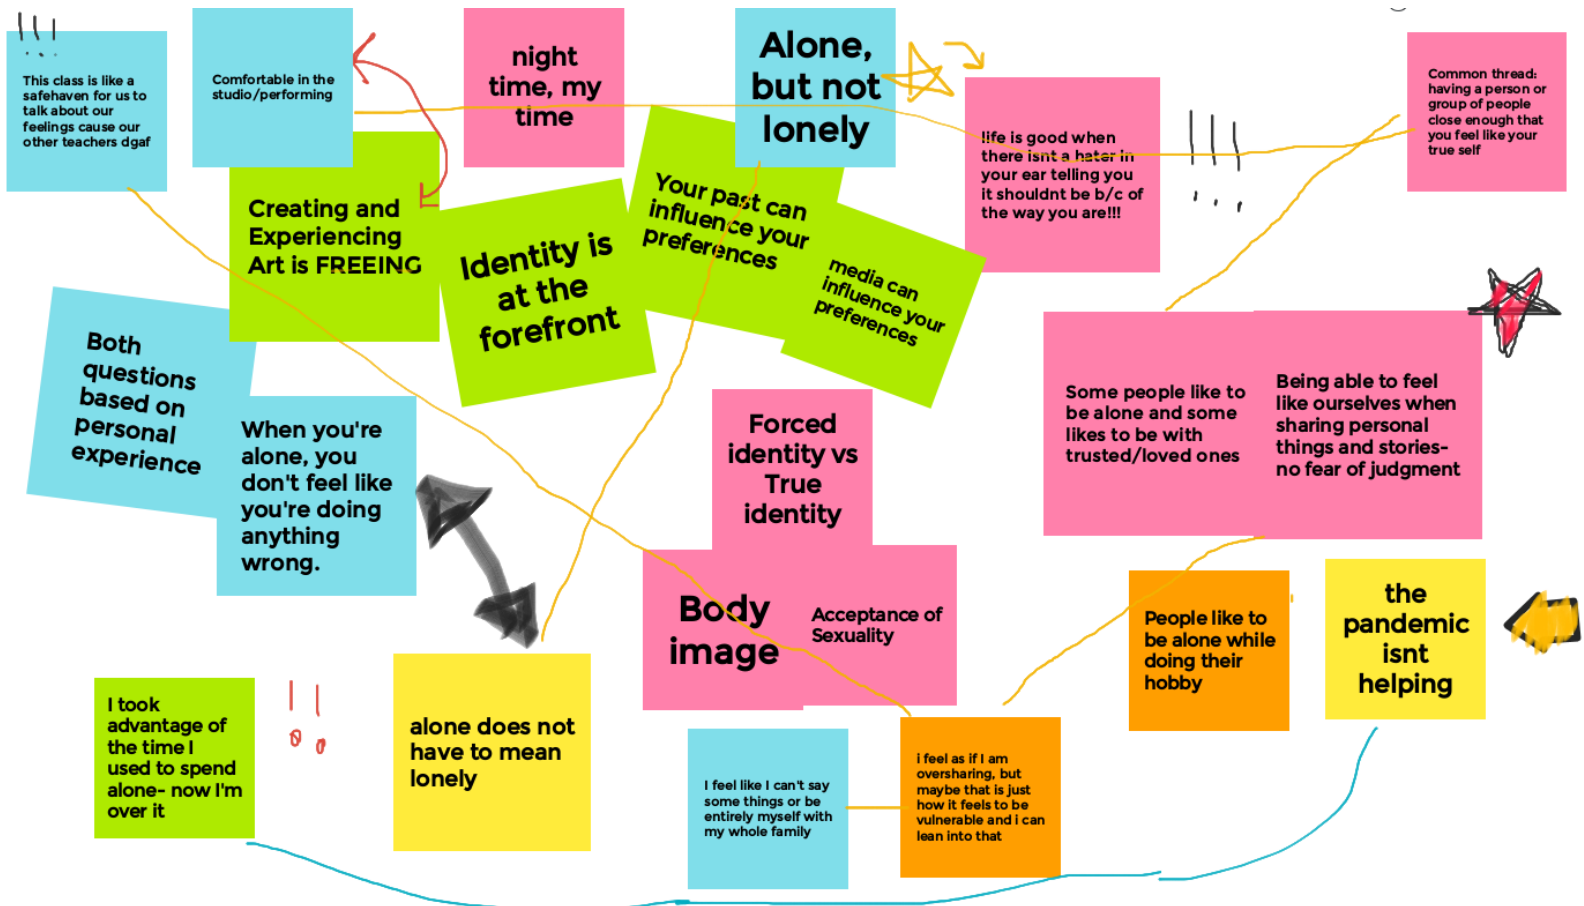 This class is like a
safehaven for us to
talk about our
feelings cause our
other teachers dgaf
Comfortable in the
studio/performing
night
time, my
time
Alone,
but not
lonely
life is good when
there isnt a hater in
your ear telling you
it shouldnt be b/c of
the way you are!!!
Common thread:
having a person or
group of people
close enough that
you feel like your
true self
Creating and
Experiencing
Art is FREEING
Identity is
at the
forefront
Your past can
influence your
preferences
media can
influence your
preferences
Both
questions
based on
personal
experience
When you're
alone, you
don't feel like
you're doing
anything
wrong.
Forced
identity vs
True
identity
Some people like to
be alone and some
likes to be with
trusted/loved ones
Being able to feel
like ourselves when
sharing personal
things and stories-
no fear of judgment
Body
image
Acceptance of
Sexuality
People like to
be alone while
doing their
hobby
the
pandemic
isnt
helping
I took
advantage of
the time I
used to spend
alone- now I'm
over it
alone does not
have to mean
lonely
I feel like I can't say
some things or be
entirely myself with
my whole family
i feel as if I am
oversharing, but
maybe that is just
how it feels to be
vulnerable and i can
lean into that
!!!
!!!
!!